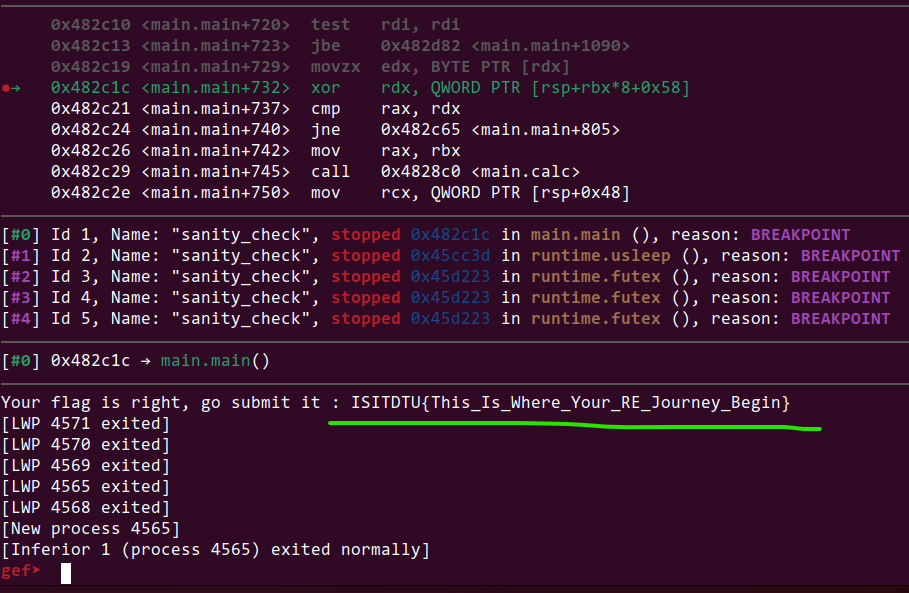 0x482c10 <main.main+720>  test   rdi, rdi
0x482c13 <main.main+723>  jbe    0x482d82 <main.main+1090>
0x482c19 <main.main+729>  movzx  edx, BYTE PTR [rdx]
●→   0x482c1c <main.main+732>  xor    rdx, QWORD PTR [rsp+rbx*8+0x58]
0x482c21 <main.main+737>  cmp    rax, rdx
0x482c24 <main.main+740>  jne    0x482c65 <main.main+805>
0x482c26 <main.main+742>  mov    rax, rbx
0x482c29 <main.main+745>  call   0x4828c0 <main.calc>
0x482c2e <main.main+750>  mov    rcx, QWORD PTR [rsp+0x48]
[#0] Id 1, Name: "sanity_check", stopped 0x482c1c in main.main (), reason: BREAKPOINT
[#1] Id 2, Name: "sanity_check", stopped 0x45cc3d in runtime.usleep (), reason: BREAKPOINT
[#2] Id 3, Name: "sanity_check", stopped 0x45d223 in runtime.futex (), reason: BREAKPOINT
[#3] Id 4, Name: "sanity_check", stopped 0x45d223 in runtime.futex (), reason: BREAKPOINT
[#4] Id 5, Name: "sanity_check", stopped 0x45d223 in runtime.futex (), reason: BREAKPOINT
[#0] 0x482c1c → main.main()
Your flag is right, go submit it : ISITDTU{This_Is_Where_Your_RE_Journey_Begin}
[LWP 4571 exited]
[LWP 4570 exited]
[LWP 4569 exited]
[LWP 4565 exited]
[LWP 4568 exited]
[New process 4565]
[Inferior 1 (process 4565) exited normally]
gef➤